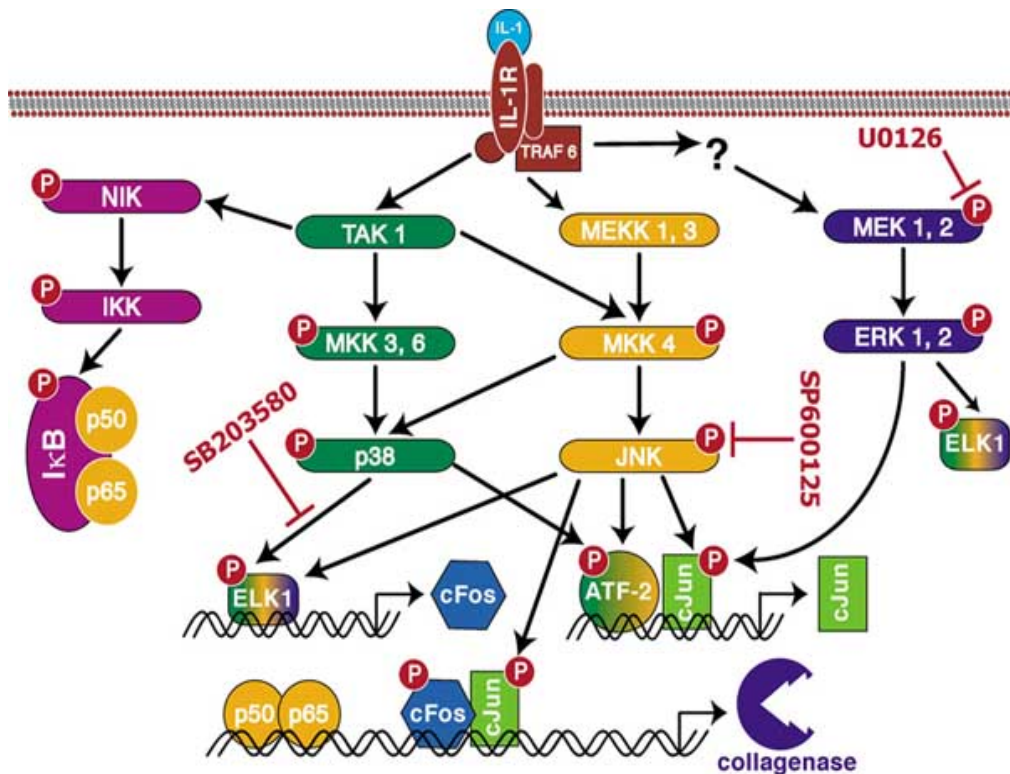 IL-1
IL-1R
TRAF 6
?
U0126
P
NIK
TAK 1
MEKK 1, 3
P
MEK 1, 2
P
IKK
P
MKK 3, 6
MKK 4
P
P
ERK 1, 2
P
IκB
p50
p65
SB203580
P
p38
JNK
P
SP600125
P
ELK1
P
ELK1
cFos
P
ATF-2
P
cJun
cJun
p50
p65
P
cFos
P
cJun
collagenase